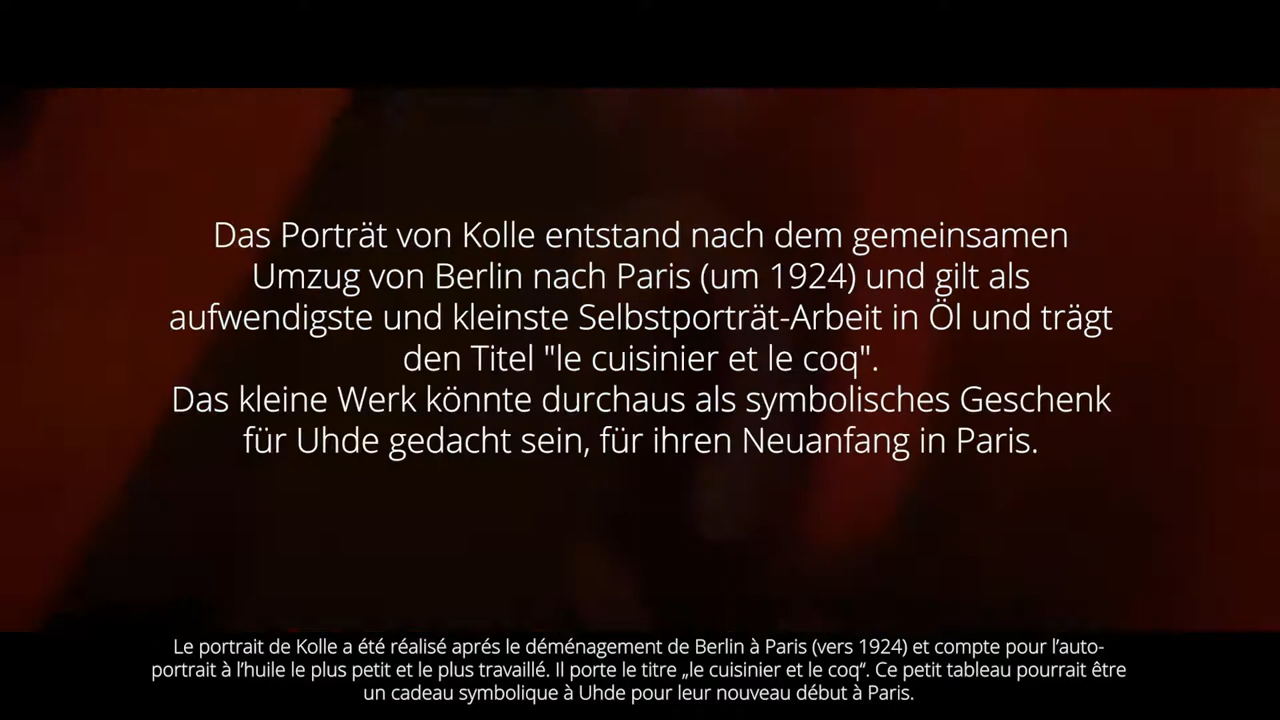 Das Porträt von Kolle entstand nach dem gemeinsamen
Umzug von Berlin nach Paris (um 1924) und gilt als
aufwendigste und kleinste Selbstporträt-Arbeit in Öl und trägt
den Titel "le cuisinier et le coq".
Das kleine Werk könnte durchaus als symbolisches Geschenk
für Uhde gedacht sein, für ihren Neuanfang in Paris.
Le portrait de Kolle a été réalisé aprés le déménagement de Berlin à Paris (vers 1924) et compte pour l’auto-
portrait à l’huile le plus petit et le plus travaillé. Il porte le titre „le cuisinier et le coq“. Ce petit tableau pourrait être
un cadeau symbolique à Uhde pour leur nouveau début à Paris.